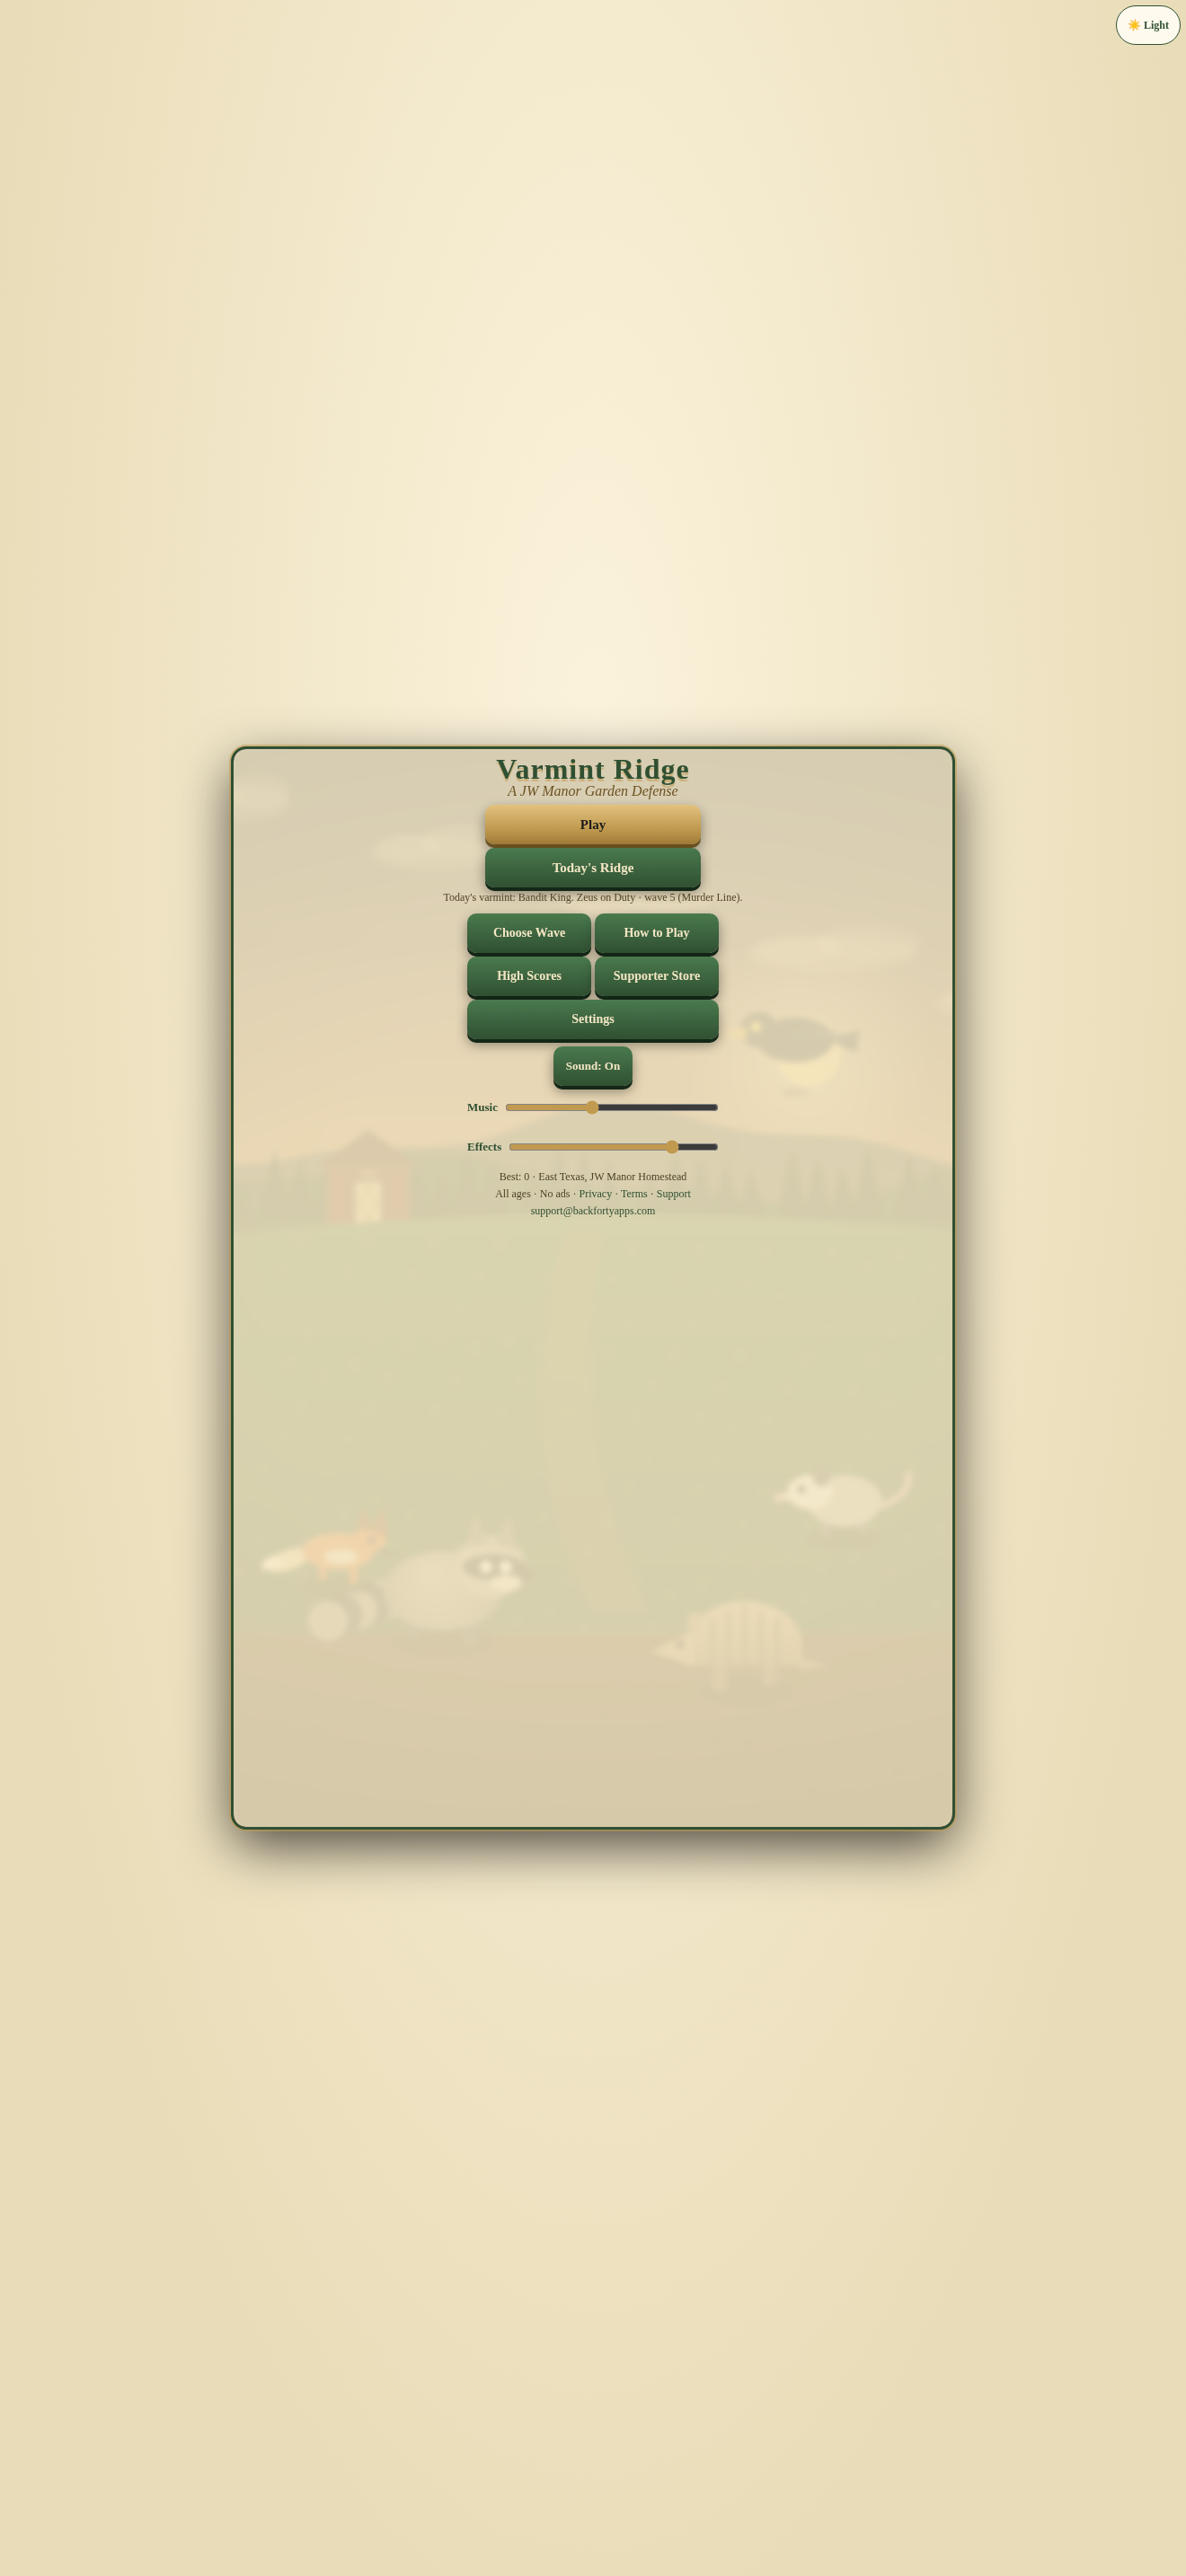 ☀️ Light
Varmint Ridge
A JW Manor Garden Defense
Play
Today's Ridge
Today's varmint: Bandit King. Zeus on Duty · wave 5 (Murder Line).
Choose Wave
How to Play
High Scores
Supporter Store
Settings
Sound: On
Music
Effects
Best: 0 · East Texas, JW Manor Homestead
All ages · No ads · Privacy · Terms · Support
support@backfortyapps.com